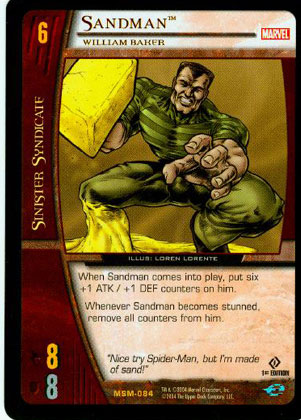 6
SANDMAN™
WILLIAM BAKER
MARVEL
SINISTER SYNDICATE
ILLUS: LOREN LORENTE
When Sandman comes into play, put six
+1 ATK / +1 DEF counters on him.
Whenever Sandman becomes stunned,
remove all counters from him.
"Nice try Spider-Man, but I'm made
of sand!"
8
8
MSM-084
1ST EDITION